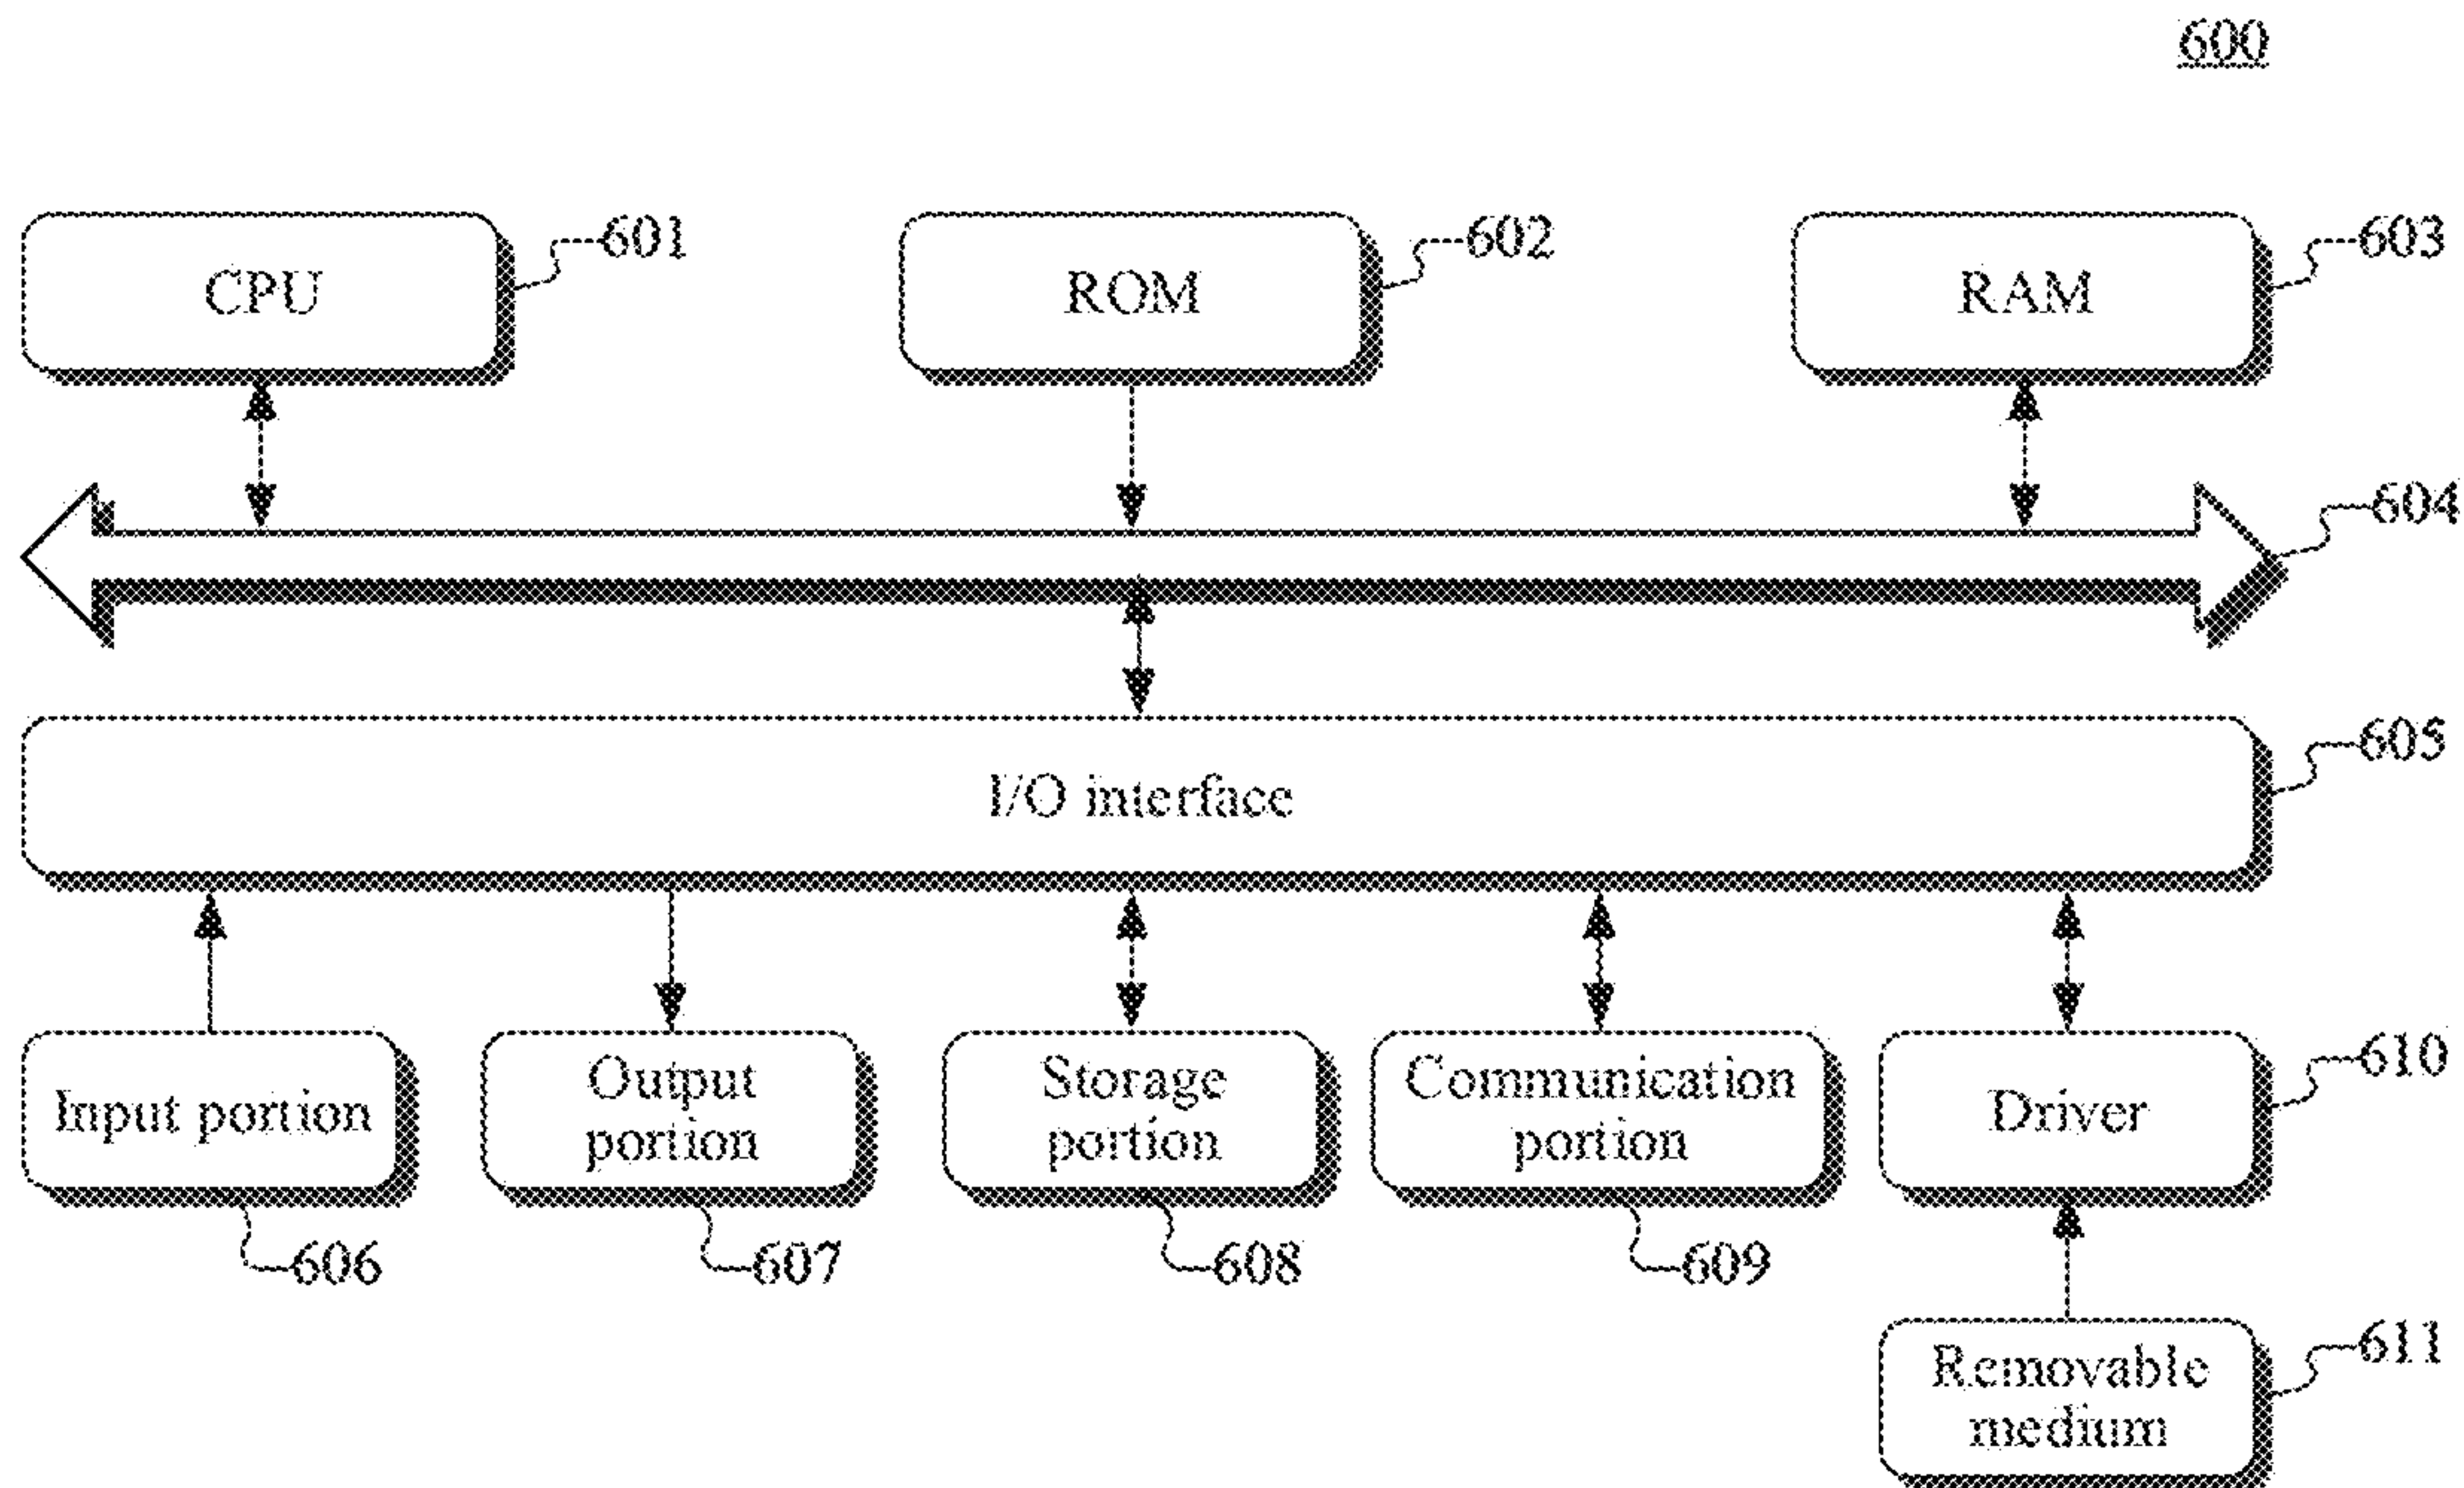 600
CPU
601
ROM
602
RAM
603
604
I/O interface
605
Input portion
Output
portion
Storage
portion
Communication
portion
Driver
610
606
607
608
609
Removable
medium
611